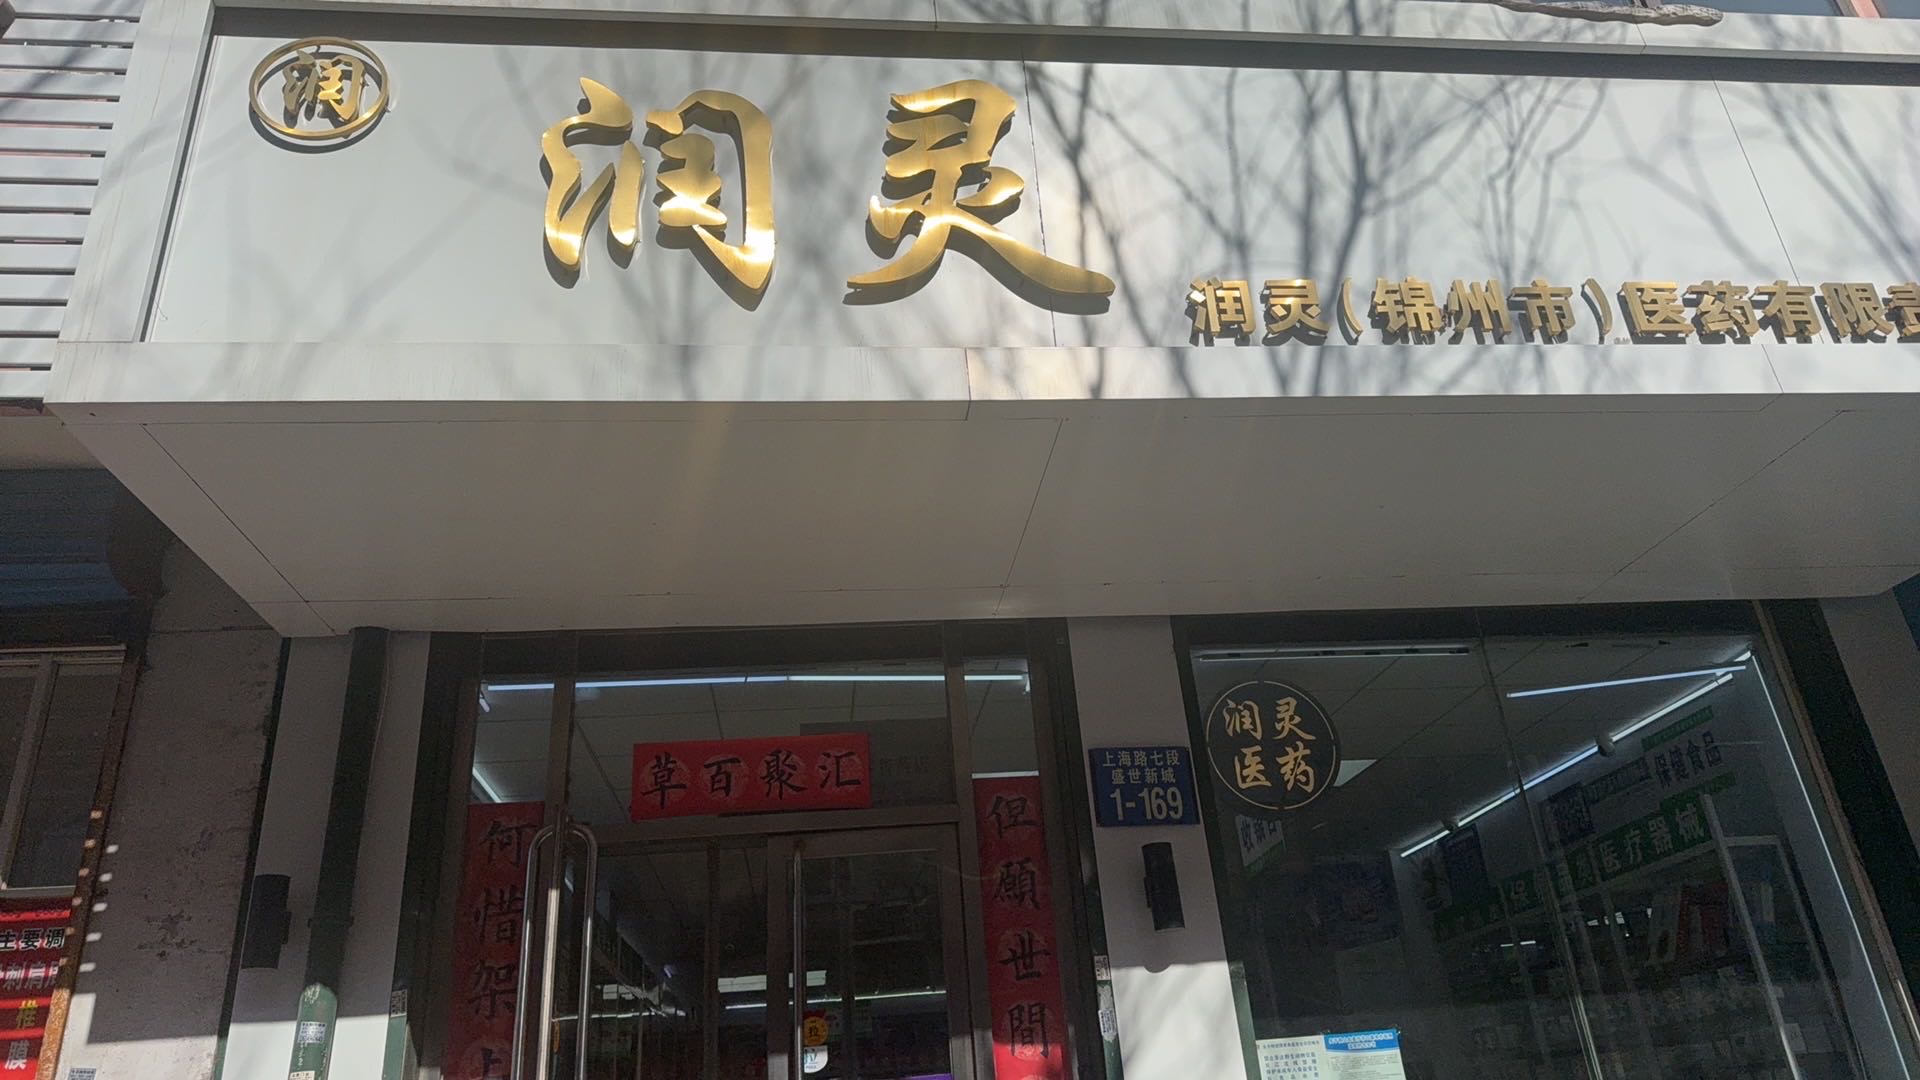 润
润灵
润灵(锦州市)医药有限责
草百聚汇
但願世間
何惜架上
上海路七段
盛世新城
1-169
润灵
医药
保健食品
医疗器械
主要调
椎
膜